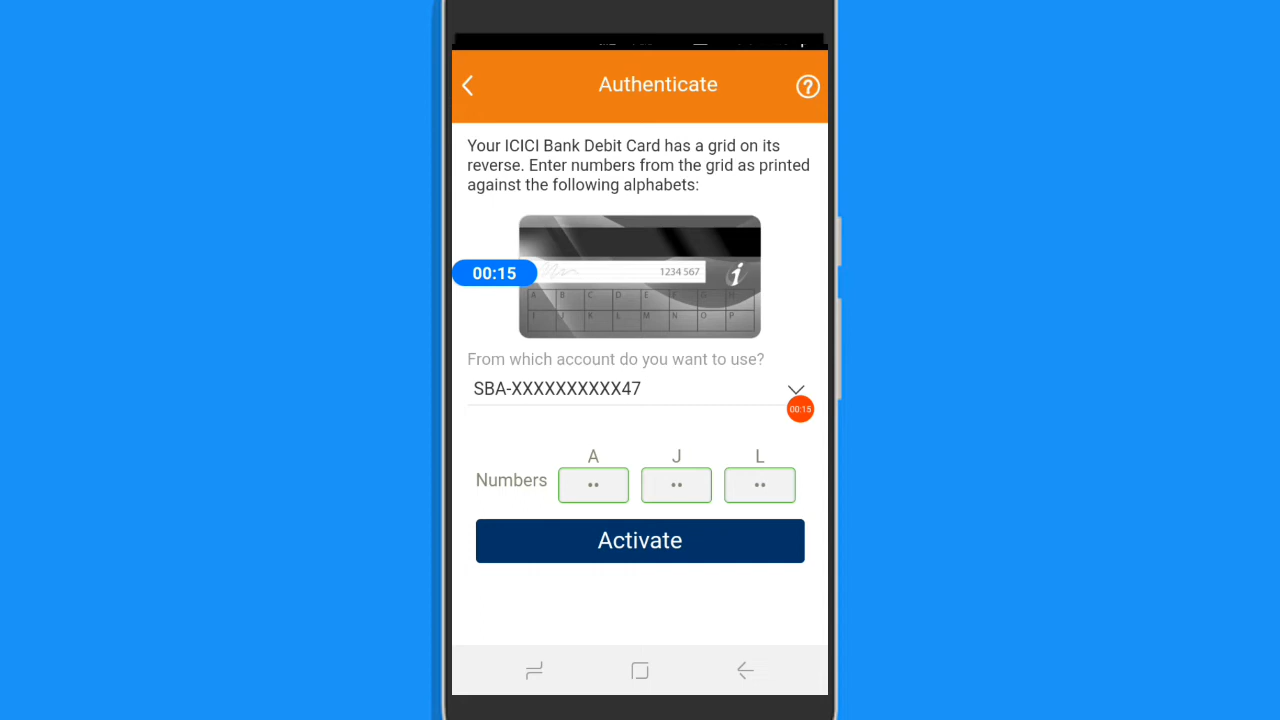 Authenticate
?
Your ICICI Bank Debit Card has a grid on its
reverse. Enter numbers from the grid as printed
against the following alphabets:
00:15
1234 567
i
A B C D E F G H
I J K L M N O P
From which account do you want to use?
SBA-XXXXXXXXXX47
00:15
A J L
Numbers •• •• ••
Activate